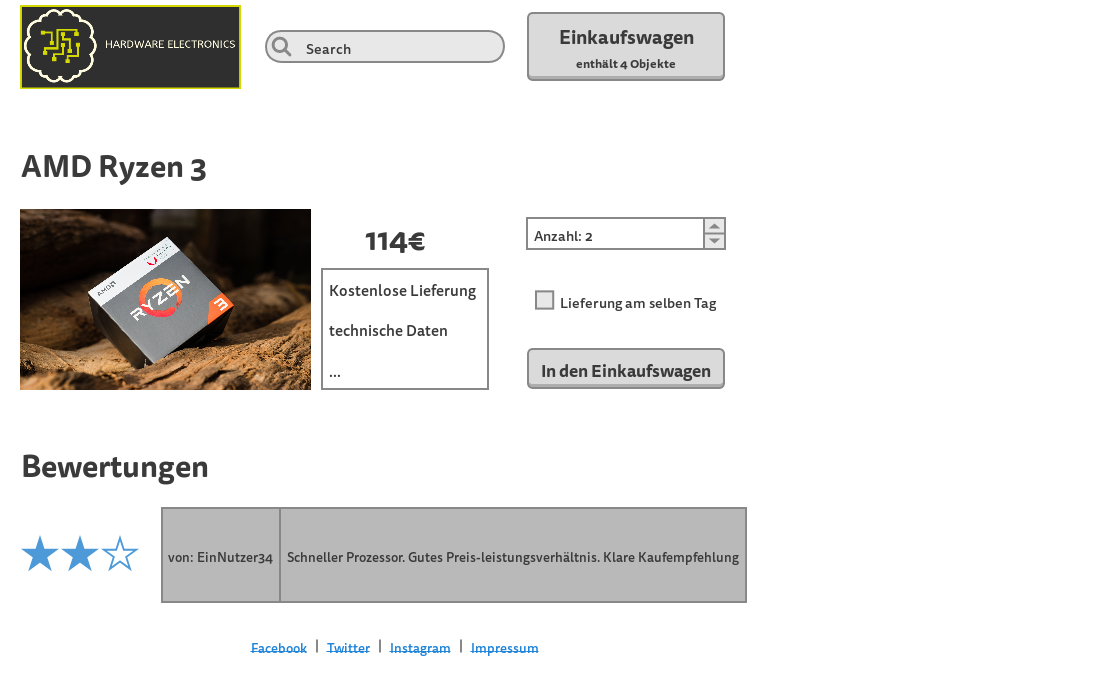 HARDWARE ELECTRONICS
Search
Einkaufswagen
enthält 4 Objekte
AMD Ryzen 3
AMD
RYZEN
3
114€
Kostenlose Lieferung
technische Daten
...
Anzahl: 2
Lieferung am selben Tag
In den Einkaufswagen
Bewertungen
von: EinNutzer34
Schneller Prozessor. Gutes Preis-leistungsverhältnis. Klare Kaufempfehlung
Facebook | Twitter | Instagram | Impressum